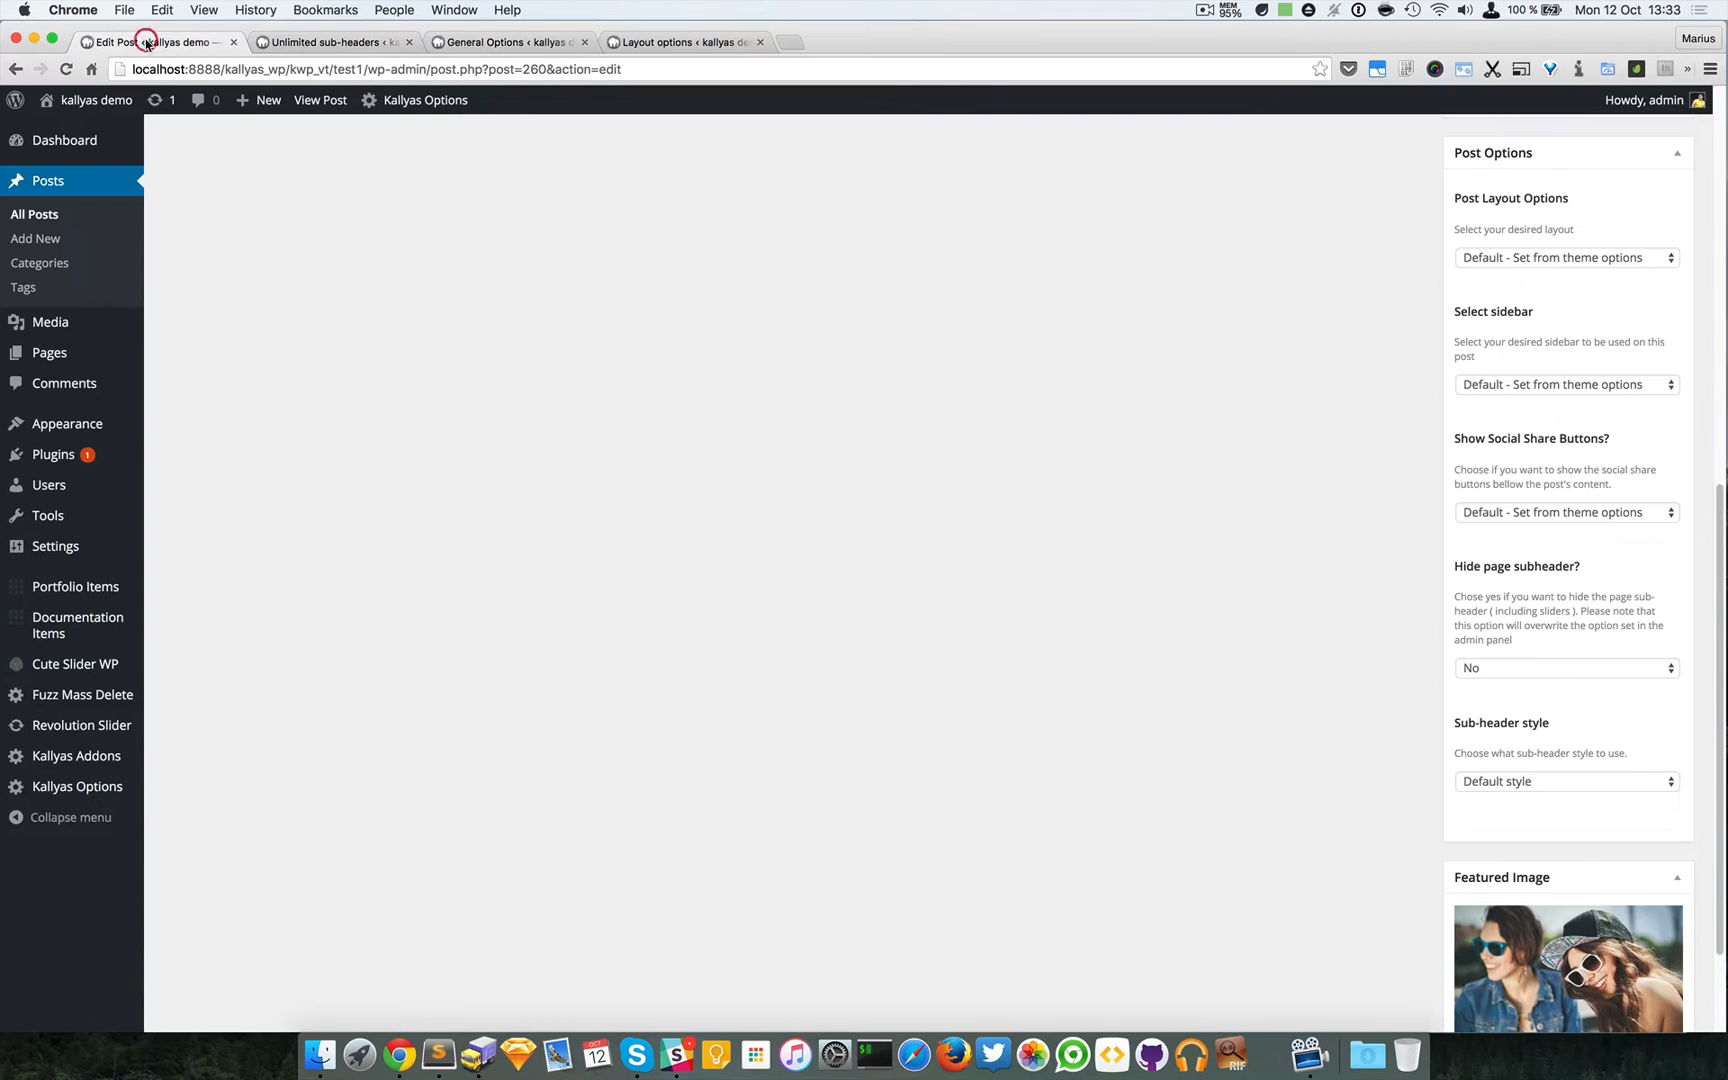 Chrome File Edit View History Bookmarks People Window Help MEM 95% 100 % Mon 12 Oct 13:33
Edit Post ‹ kallyas demo — Unlimited sub-headers ‹ ka General Options ‹ kallyas d Layout options ‹ kallyas de Marius
localhost:8888/kallyas_wp/kwp_vt/test1/wp-admin/post.php?post=260&action=edit
kallyas demo 1 0 New View Post Kallyas Options Howdy, admin
Dashboard
Posts
All Posts
Add New
Categories
Tags
Media
Pages
Comments
Appearance
Plugins 1
Users
Tools
Settings
Portfolio Items
Documentation
Items
Cute Slider WP
Fuzz Mass Delete
Revolution Slider
Kallyas Addons
Kallyas Options
Collapse menu
Post Options
Post Layout Options
Select your desired layout
Default - Set from theme options
Select sidebar
Select your desired sidebar to be used on this
post
Default - Set from theme options
Show Social Share Buttons?
Choose if you want to show the social share
buttons bellow the post's content.
Default - Set from theme options
Hide page subheader?
Chose yes if you want to hide the page sub-
header ( including sliders ). Please note that
this option will overwrite the option set in the
admin panel
No
Sub-header style
Choose what sub-header style to use.
Default style
Featured Image
OCT
12
RIF